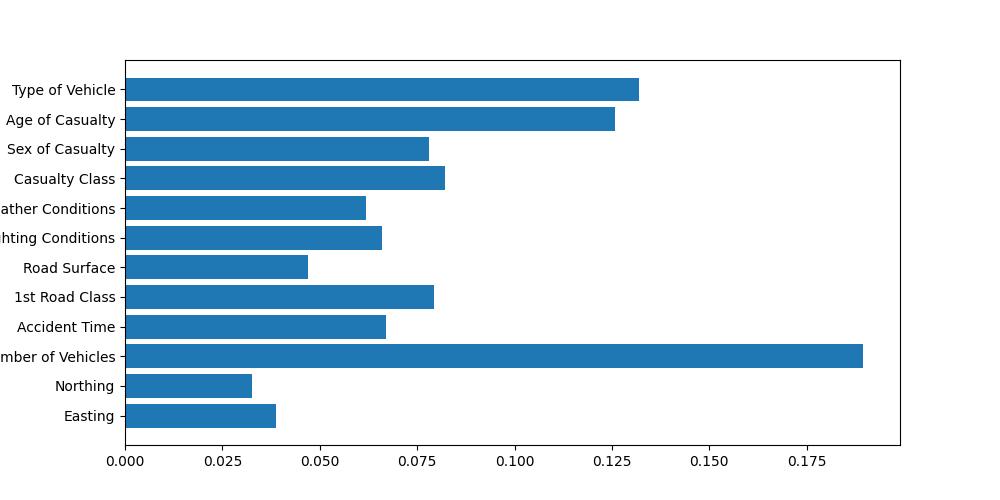 Type of Vehicle
Age of Casualty
Sex of Casualty
Casualty Class
ather Conditions
hting Conditions
Road Surface
1st Road Class
Accident Time
mber of Vehicles
Northing
Easting
0.000 0.025 0.050 0.075 0.100 0.125 0.150 0.175